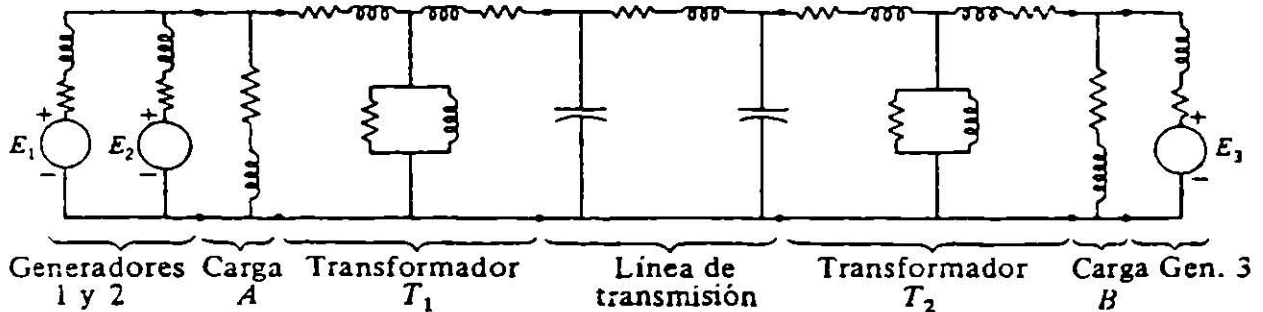 + + +
E₁ E₂ E₃
− − −
Generadores Carga Transformador Línea de Transformador Carga Gen. 3
1 y 2 A T₁ transmisión T₂ B